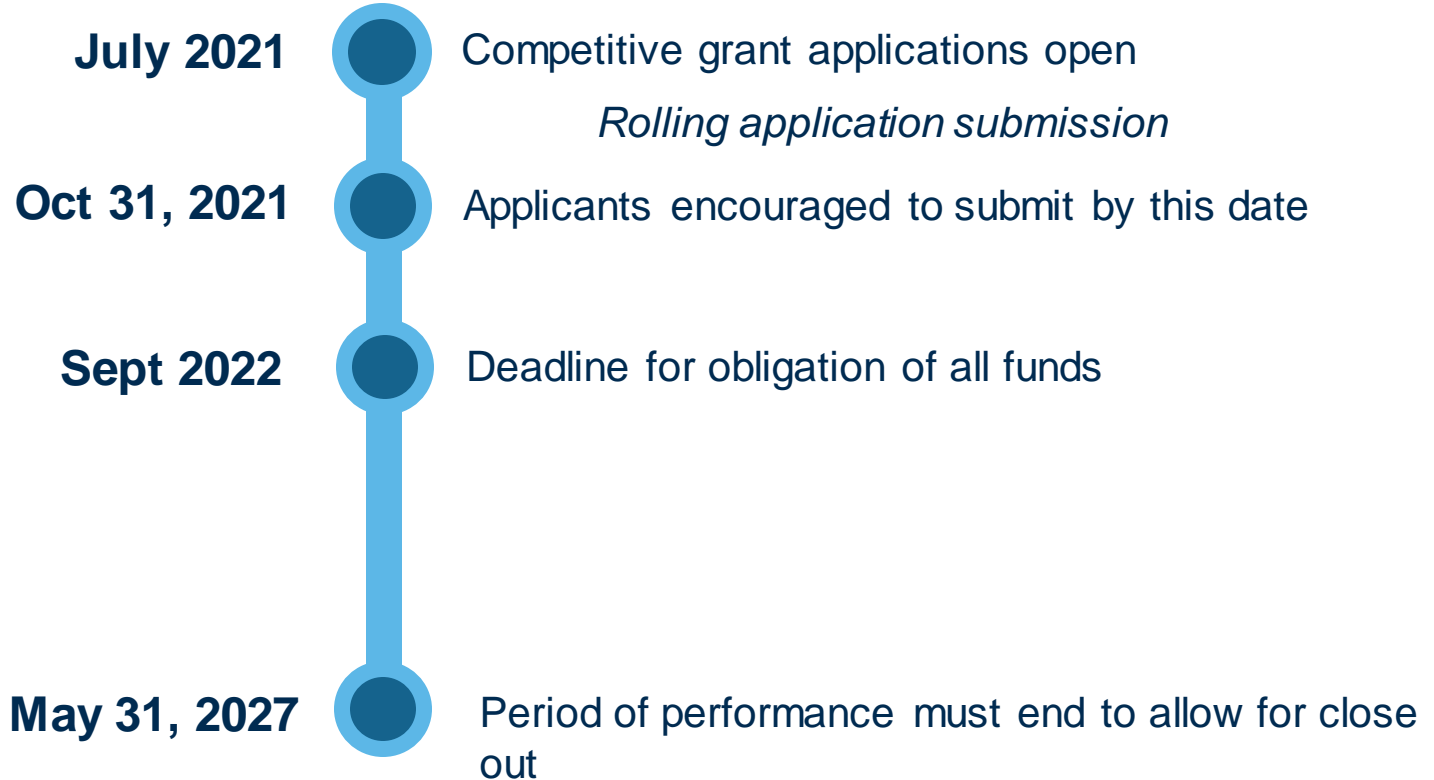 July 2021 Competitive grant applications open
Rolling application submission
Oct 31, 2021 Applicants encouraged to submit by this date
Sept 2022 Deadline for obligation of all funds
May 31, 2027 Period of performance must end to allow for close
out